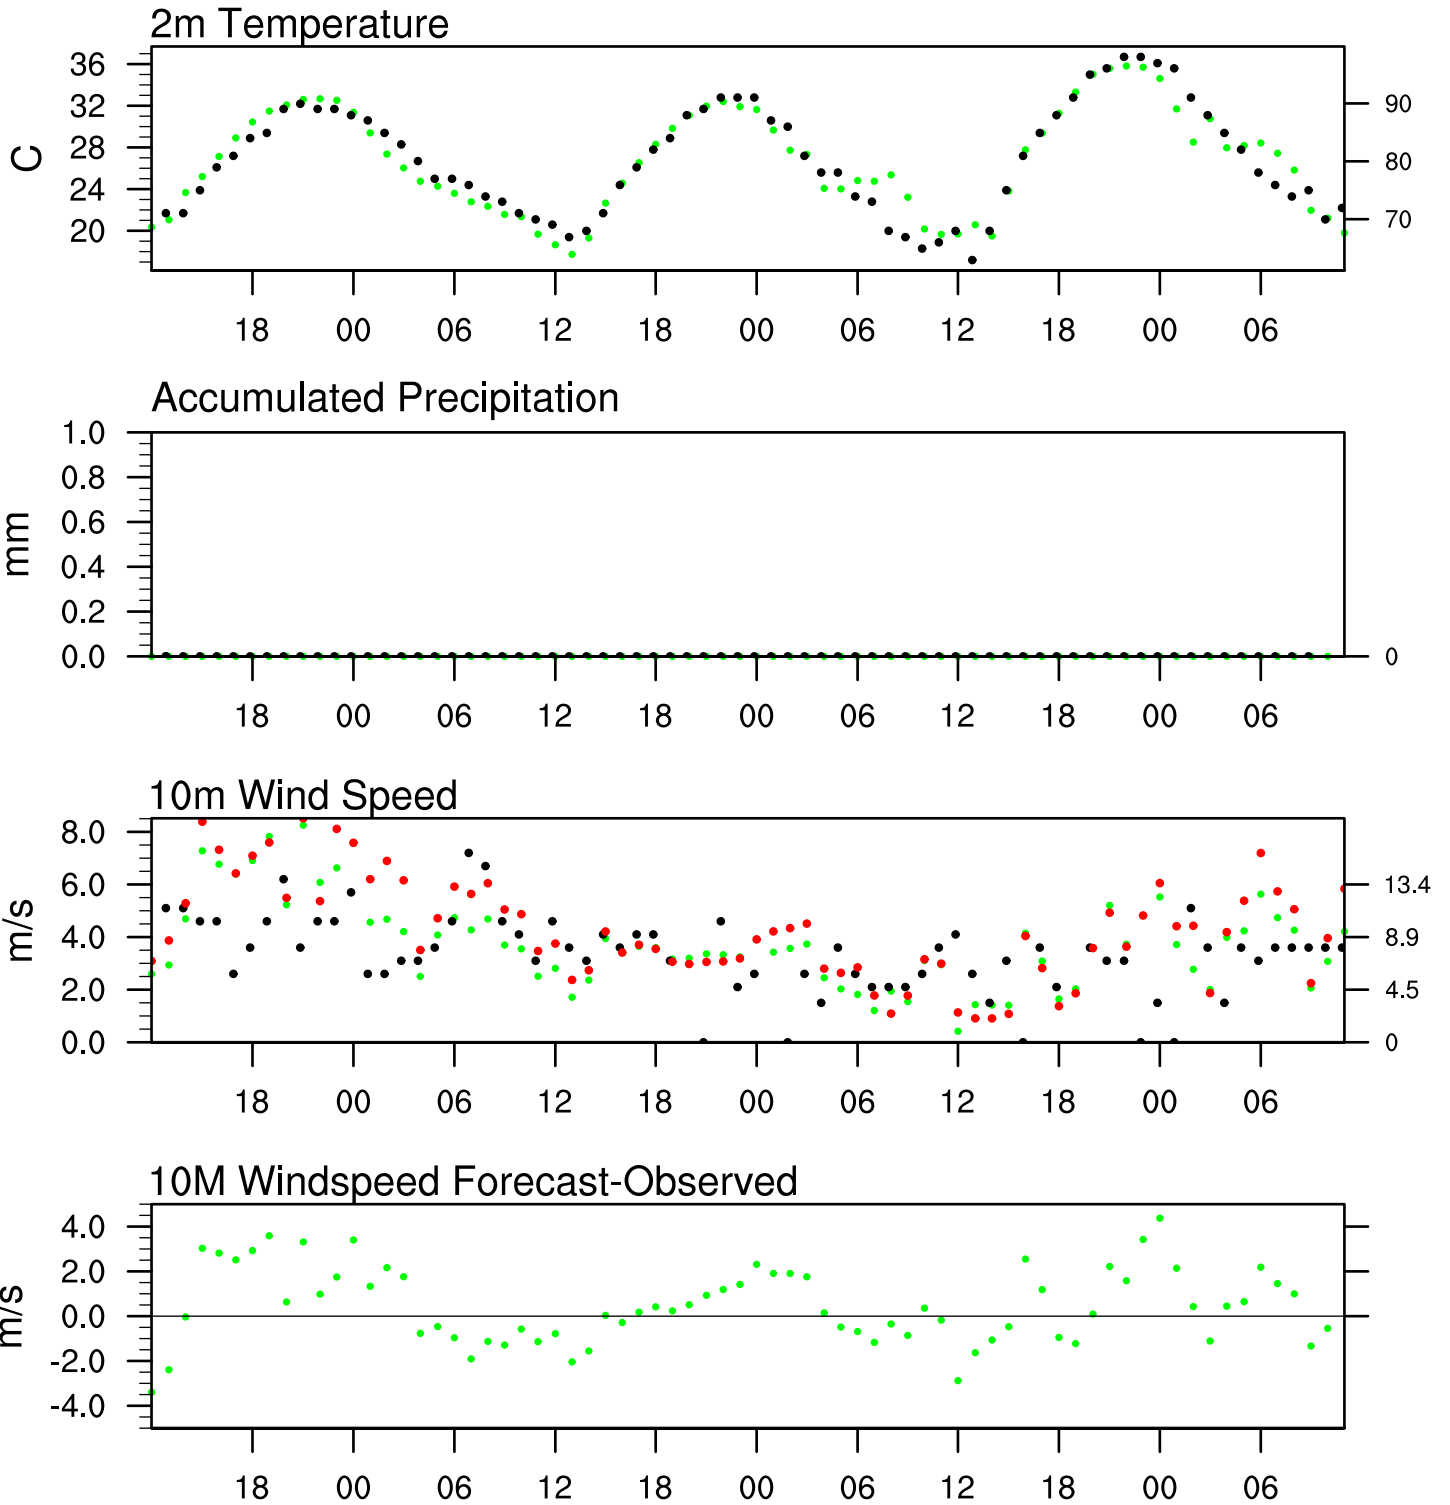 2m Temperature
36
32
28
24
20
C
90
80
70
18 00 06 12 18 00 06 12 18 00 06
Accumulated Precipitation
1.0
0.8
0.6
0.4
0.2
0.0
mm
0
18 00 06 12 18 00 06 12 18 00 06
10m Wind Speed
8.0
6.0
4.0
2.0
0.0
m/s
13.4
8.9
4.5
0
18 00 06 12 18 00 06 12 18 00 06
10M Windspeed Forecast-Observed
4.0
2.0
0.0
-2.0
-4.0
m/s
18 00 06 12 18 00 06 12 18 00 06